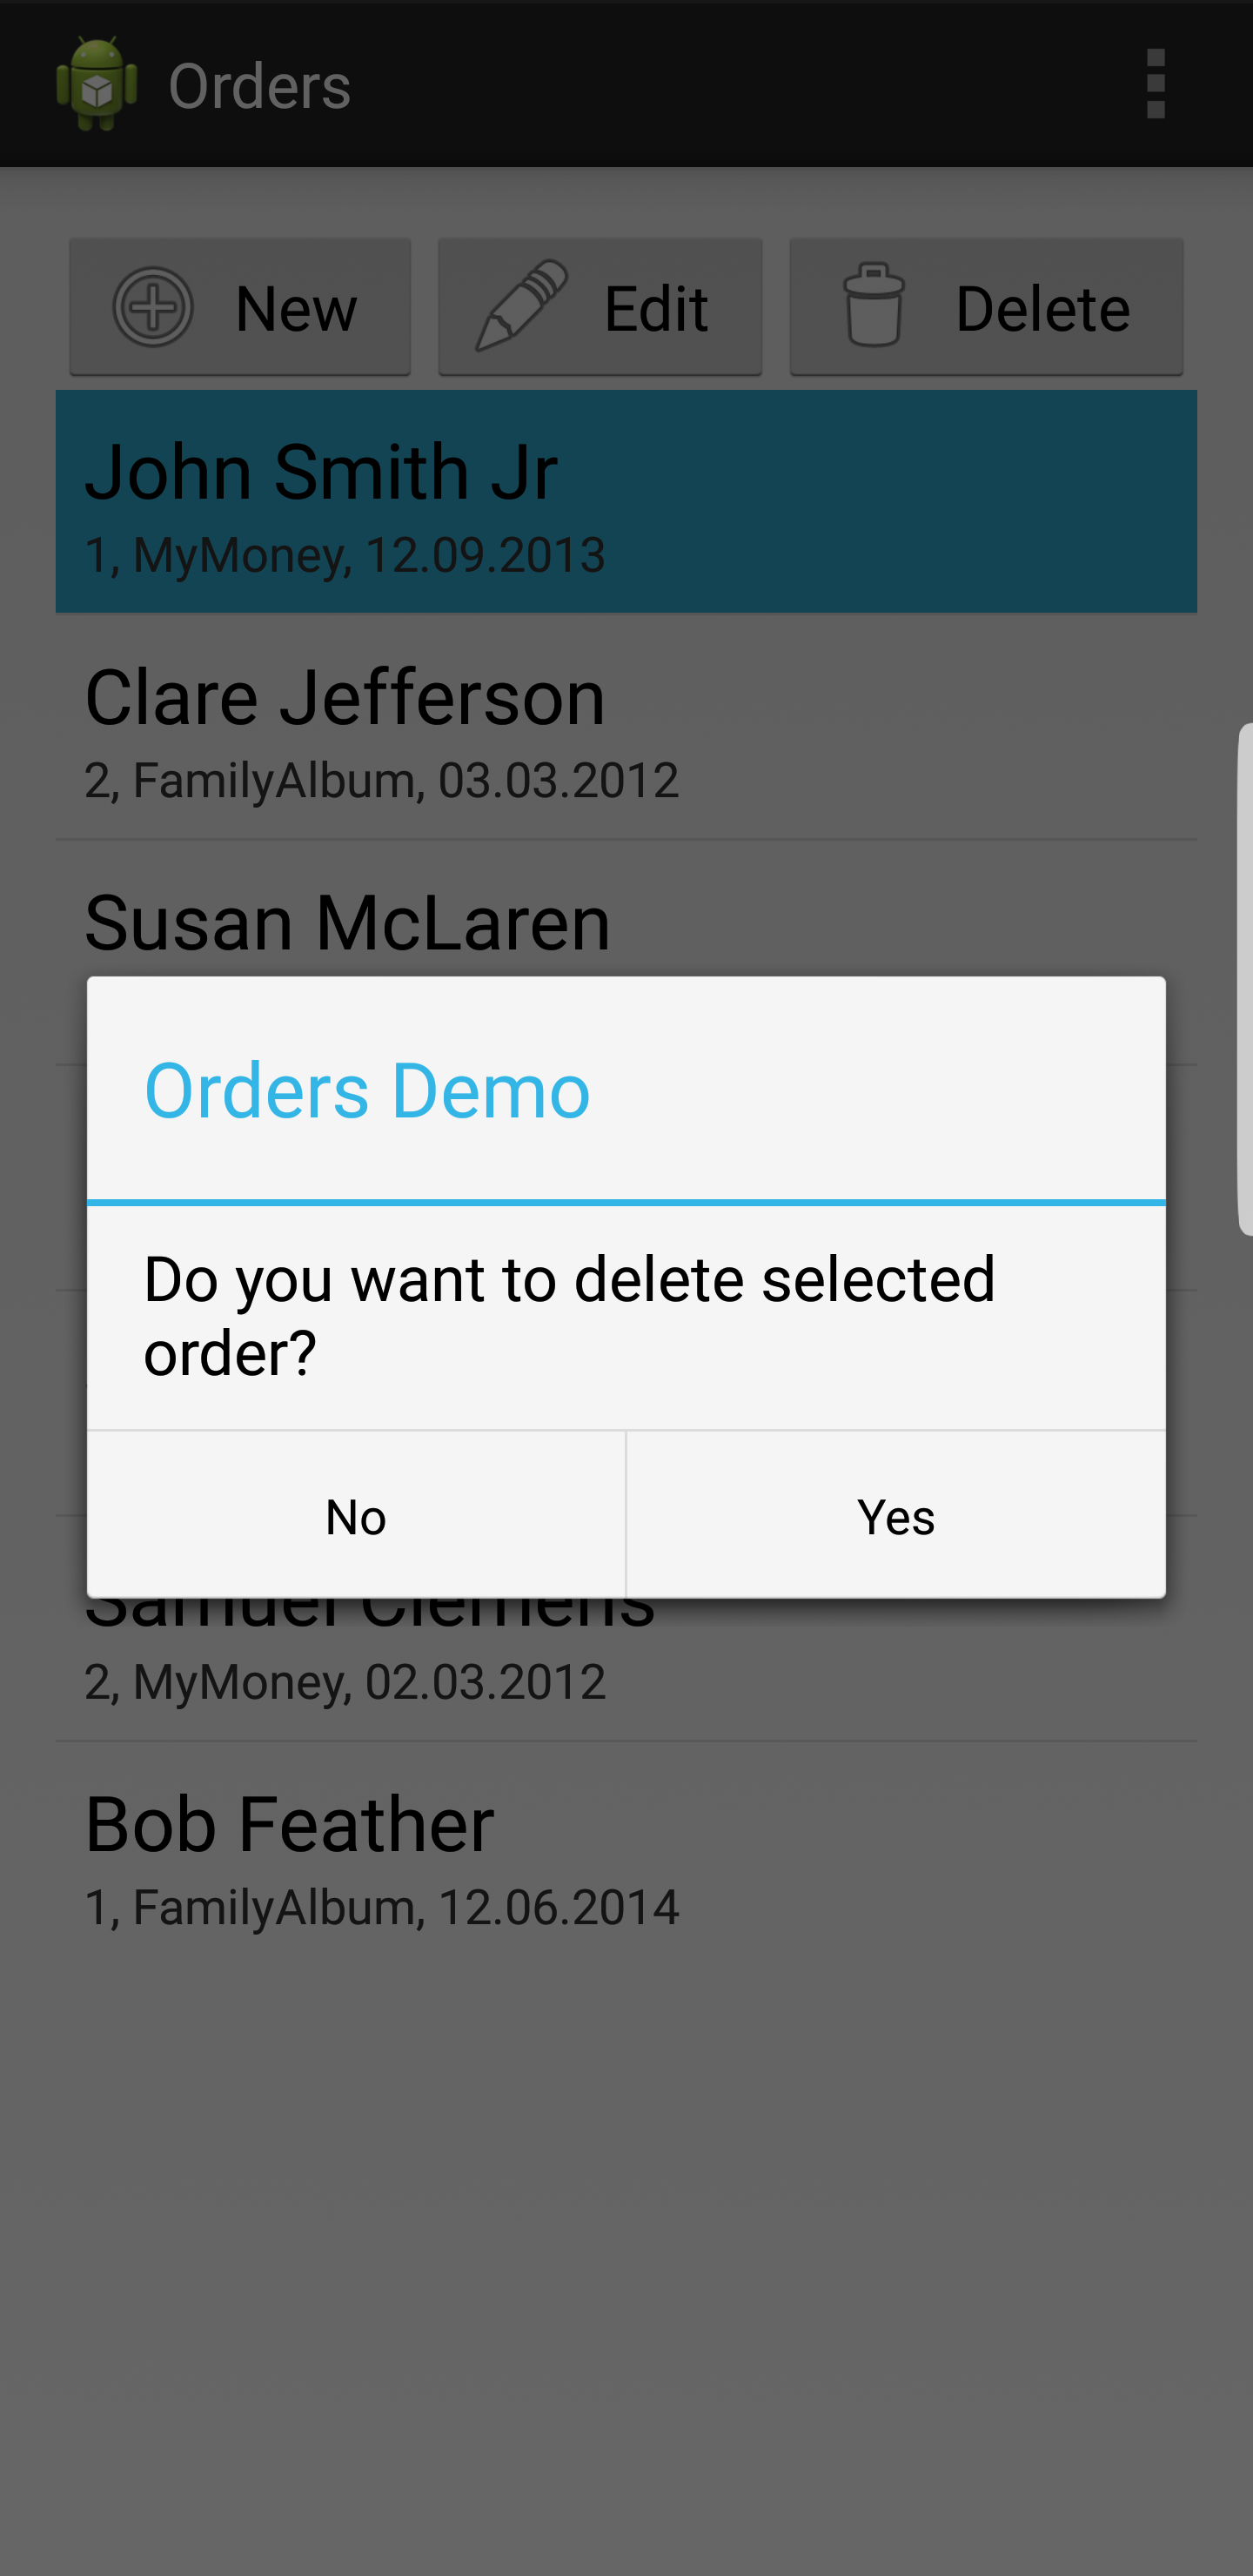 Orders
New Edit Delete
John Smith Jr
1, MyMoney, 12.09.2013
Clare Jefferson
2, FamilyAlbum, 03.03.2012
Susan McLaren
Orders Demo
Do you want to delete selected
order?
No Yes
Samuel Clemens
2, MyMoney, 02.03.2012
Bob Feather
1, FamilyAlbum, 12.06.2014